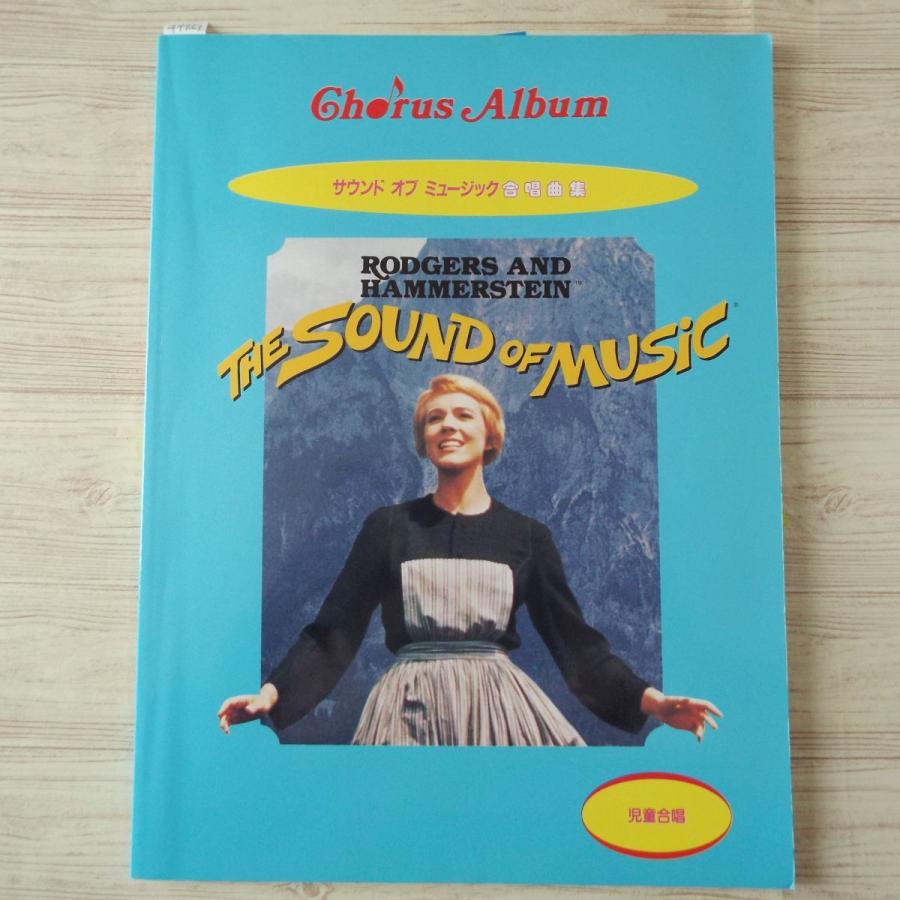 Chorus Album
サウンド オブ ミュージック合唱曲集
RODGERS AND
HAMMERSTEIN™
THE SOUND OF MUSIC
児童合唱